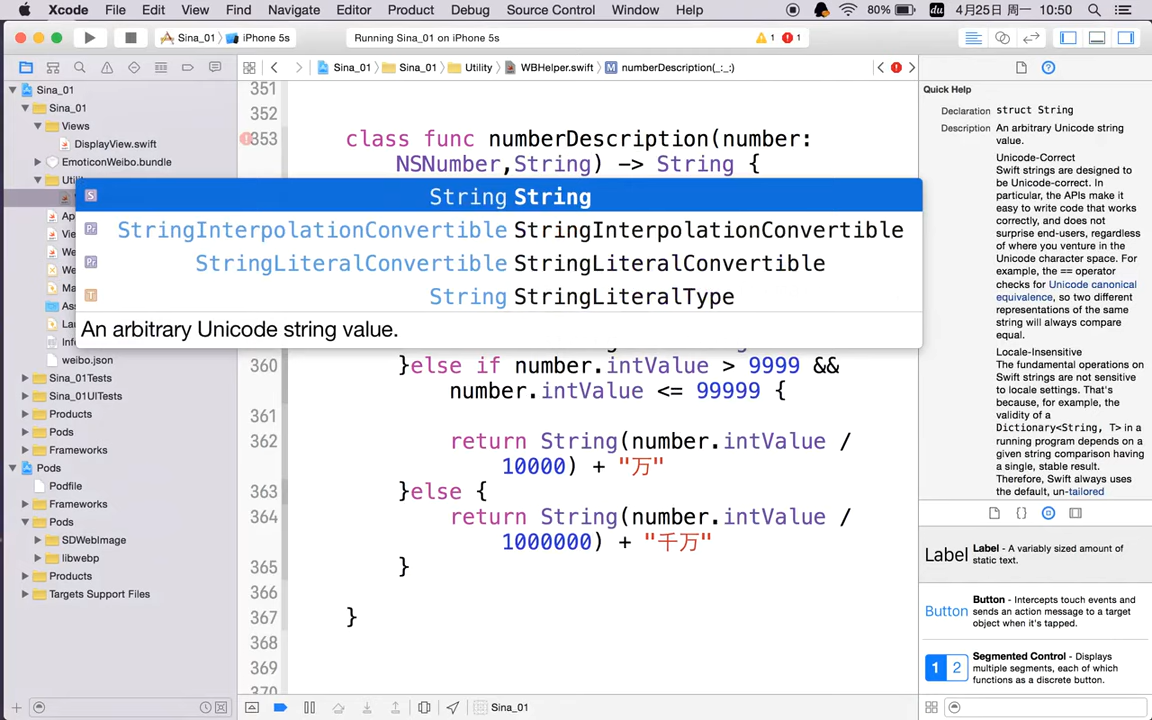 Xcode File Edit View Find Navigate Editor Product Debug Source Control Window Help 80% du 4月25日 周一 10:50
Sina_01 iPhone 5s Running Sina_01 on iPhone 5s 1 1
Sina_01 Sina_01 Utility WBHelper.swift M numberDescription(_:_:)
Sina_01
Sina_01
Views
DisplayView.swift
EmoticonWeibo.bundle
weibo.json
Sina_01Tests
Sina_01UITests
Products
Pods
Frameworks
Pods
Podfile
Frameworks
Pods
SDWebImage
libwebp
Products
Targets Support Files
351
352
353 class func numberDescription(number:
NSNumber,String) -> String {
S String String
Pr StringInterpolationConvertible StringInterpolationConvertible
Pr StringLiteralConvertible StringLiteralConvertible
T String StringLiteralType
An arbitrary Unicode string value.
360 }else if number.intValue > 9999 &&
number.intValue <= 99999 {
361
362 return String(number.intValue /
10000) + "万"
363 }else {
364 return String(number.intValue /
1000000) + "千万"
365 }
366
367 }
368
369
370
Quick Help
Declaration struct String
Description An arbitrary Unicode string
value.
Unicode-Correct
Swift strings are designed to
be Unicode-correct. In
particular, the APIs make it
easy to write code that works
correctly, and does not
surprise end-users, regardless
of where you venture in the
Unicode character space. For
example, the == operator
checks for Unicode canonical
equivalence, so two different
representations of the same
string will always compare
equal.
Locale-Insensitive
The fundamental operations on
Swift strings are not sensitive
to locale settings. That's
because, for example, the
validity of a
Dictionary<String, T> in a
running program depends on a
given string comparison having
a single, stable result.
Therefore, Swift always uses
the default, un-tailored
Label Label - A variably sized amount of
static text.
Button Button - Intercepts touch events and
sends an action message to a target
object when it's tapped.
1 2 Segmented Control - Displays
multiple segments, each of which
functions as a discrete button.
Sina_01